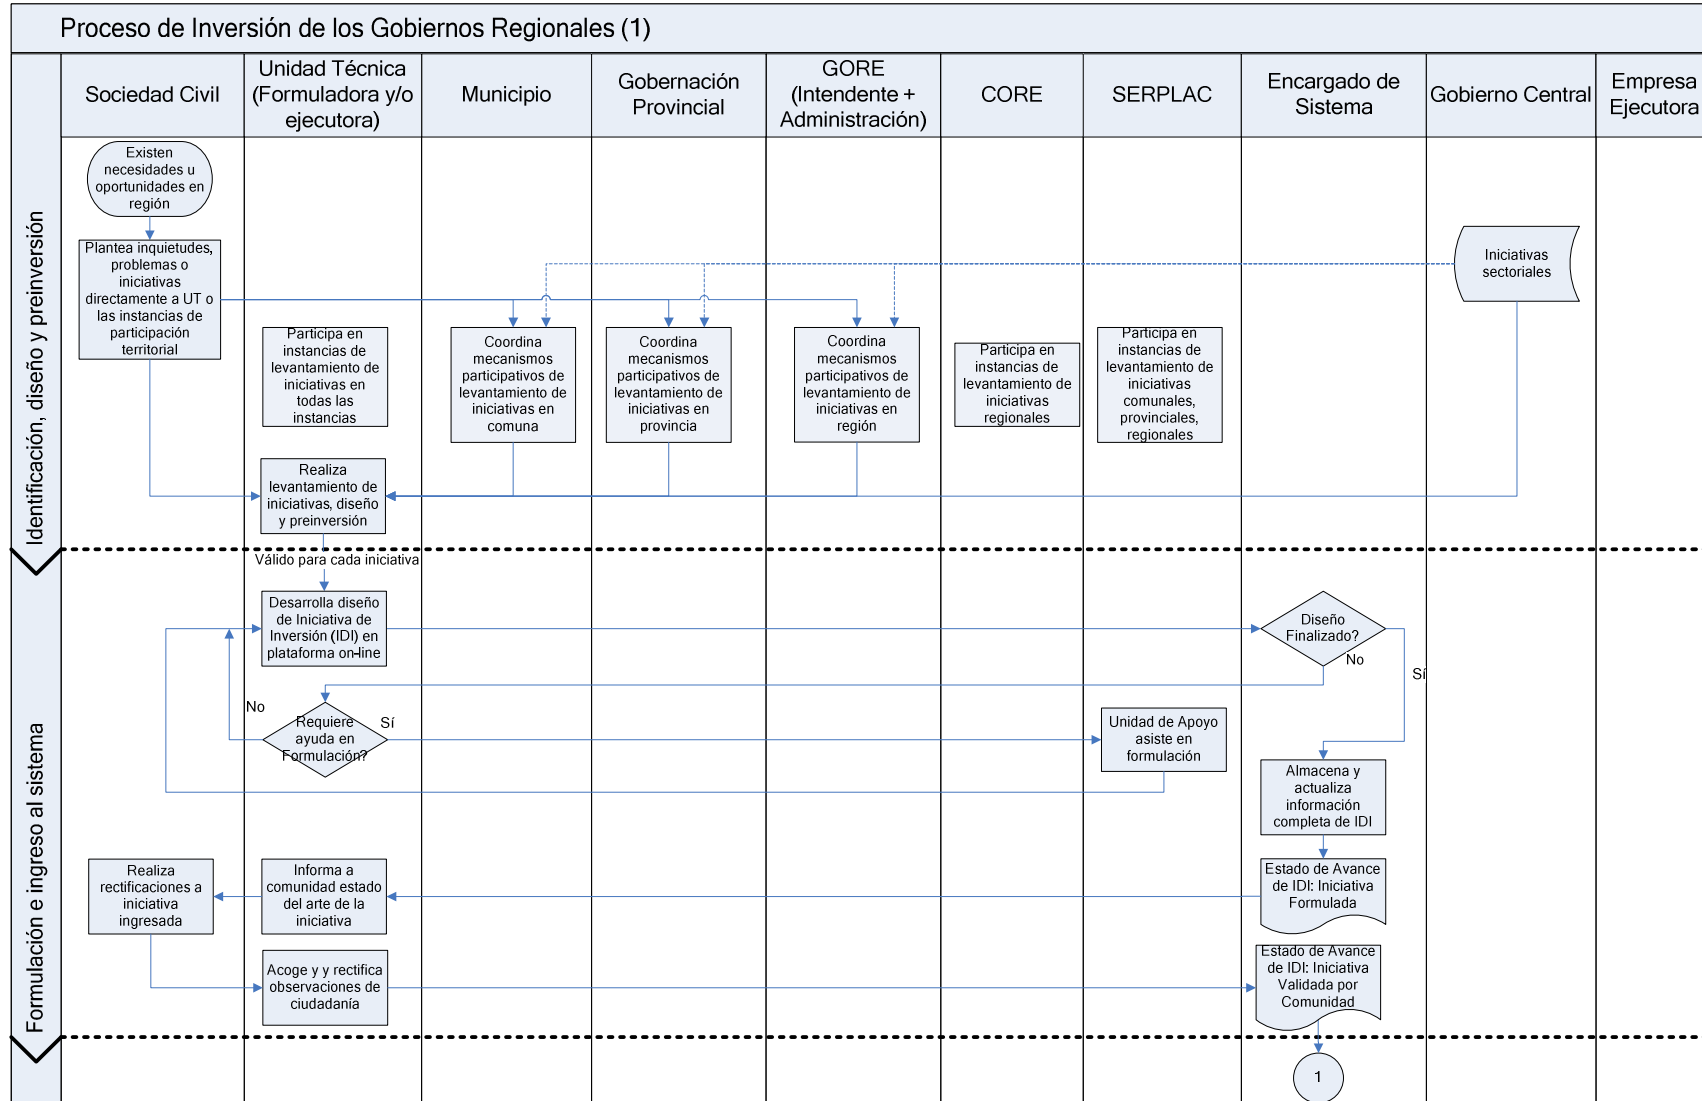 Proceso de Inversión de los Gobiernos Regionales (1)
Sociedad Civil
Unidad Técnica
(Formuladora y/o
ejecutora)
Municipio
Gobernación
Provincial
GORE
(Intendente +
Administración)
CORE
SERPLAC
Encargado de
Sistema
Gobierno Central
Empresa
Ejecutora
Identificación, diseño y preinversión
Existen
necesidades u
oportunidades en
región
Plantea inquietudes,
problemas o
iniciativas
directamente a UT o
las instancias de
participación
territorial
Iniciativas
sectoriales
Participa en
instancias de
levantamiento de
iniciativas en
todas las
instancias
Coordina
mecanismos
participativos de
levantamiento de
iniciativas en
comuna
Coordina
mecanismos
participativos de
levantamiento de
iniciativas en
provincia
Coordina
mecanismos
participativos de
levantamiento de
iniciativas en
región
Participa en
instancias de
levantamiento de
iniciativas
regionales
Participa en
instancias de
levantamiento de
iniciativas
comunales,
provinciales,
regionales
Realiza
levantamiento de
iniciativas, diseño
y preinversión
Formulación e ingreso al sistema
Válido para cada iniciativa
Desarrolla diseño
de Iniciativa de
Inversión (IDI) en
plataforma on-line
Diseño
Finalizado?
No
Sí
No
Requiere
ayuda en
Formulación?
Sí
Unidad de Apoyo
asiste en
formulación
Almacena y
actualiza
información
completa de IDI
Realiza
rectificaciones a
iniciativa
ingresada
Informa a
comunidad estado
del arte de la
iniciativa
Estado de Avance
de IDI: Iniciativa
Formulada
Acoge y y rectifica
observaciones de
ciudadanía
Estado de Avance
de IDI: Iniciativa
Validada por
Comunidad
1